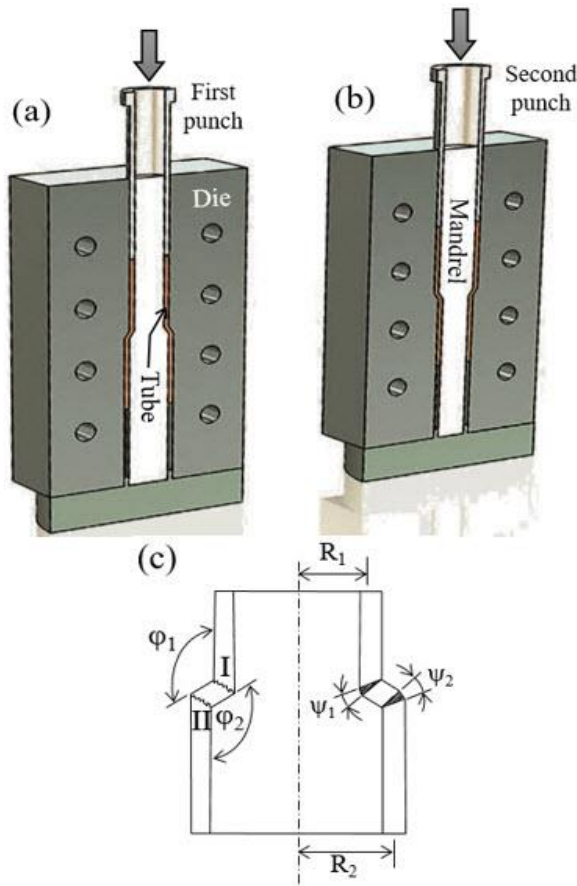 (a)
First
punch
Die
Tube
(b)
Second
punch
Mandrel
(c)
R₁
φ₁
I
II
φ₂
ψ₁
ψ₂
R₂